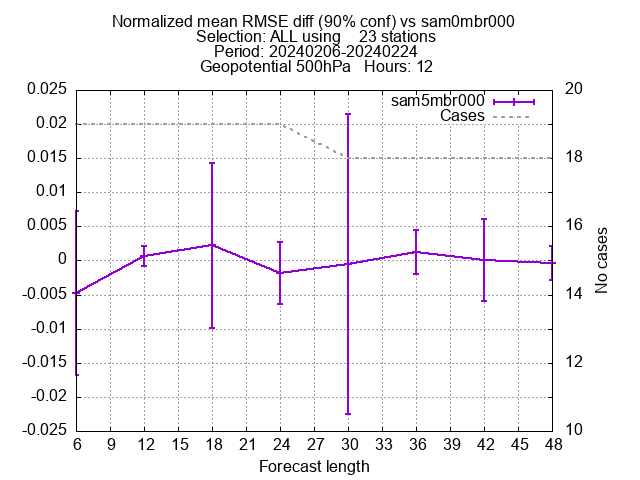 Normalized mean RMSE diff (90% conf) vs sam0mbr000
Selection: ALL using    23 stations
Period: 20240206-20240224
Geopotential 500hPa   Hours: 12
sam5mbr000
Cases
0.025
0.02
0.015
0.01
0.005
0
-0.005
-0.01
-0.015
-0.02
-0.025
20
18
16
14
12
10
No cases
6 9 12 15 18 21 24 27 30 33 36 39 42 45 48
Forecast length